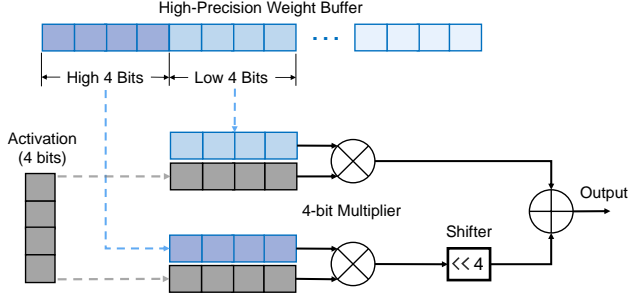 High-Precision Weight Buffer
High 4 Bits
Low 4 Bits
Activation
(4 bits)
4-bit Multiplier
Shifter
<< 4
Output